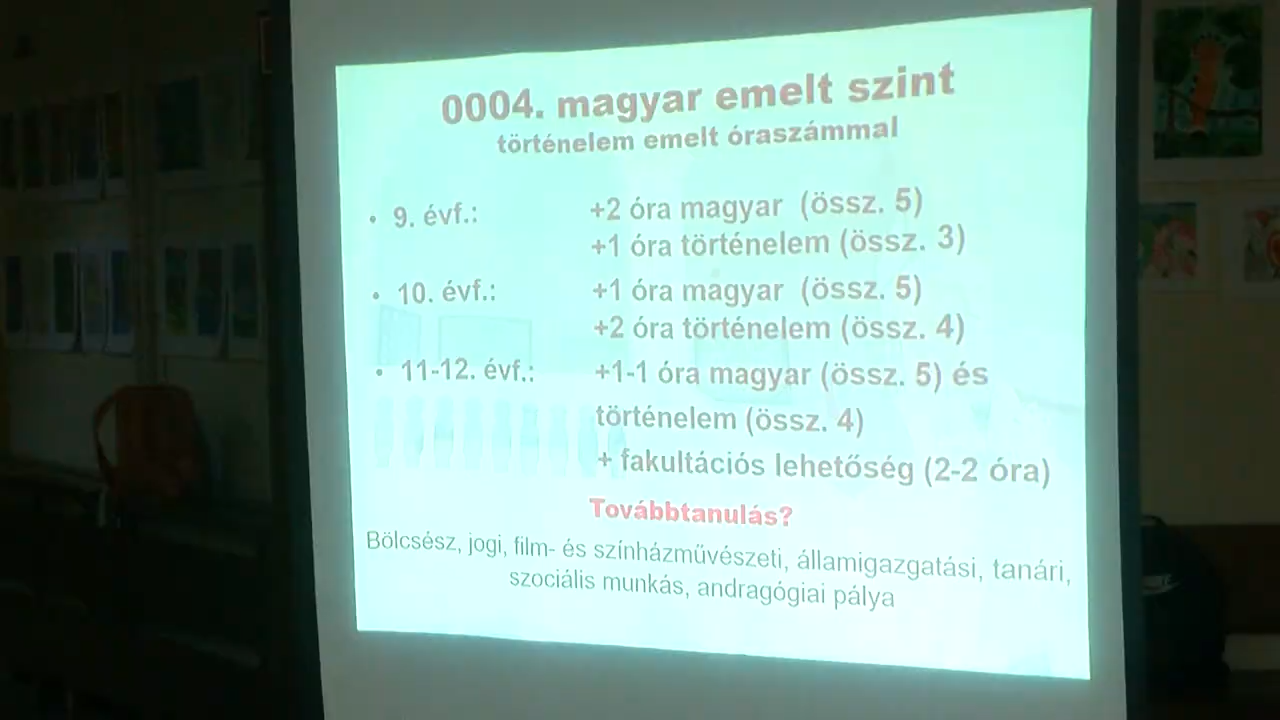 0004. magyar emelt szint
történelem emelt óraszámmal
• 9. évf.: +2 óra magyar (össz. 5)
+1 óra történelem (össz. 3)
• 10. évf.: +1 óra magyar (össz. 5)
+2 óra történelem (össz. 4)
• 11-12. évf.: +1-1 óra magyar (össz. 5) és
történelem (össz. 4)
+ fakultációs lehetőség (2-2 óra)
Továbbtanulás?
Bölcsész, jogi, film- és színházművészeti, államigazgatási, tanári,
szociális munkás, andragógiai pálya